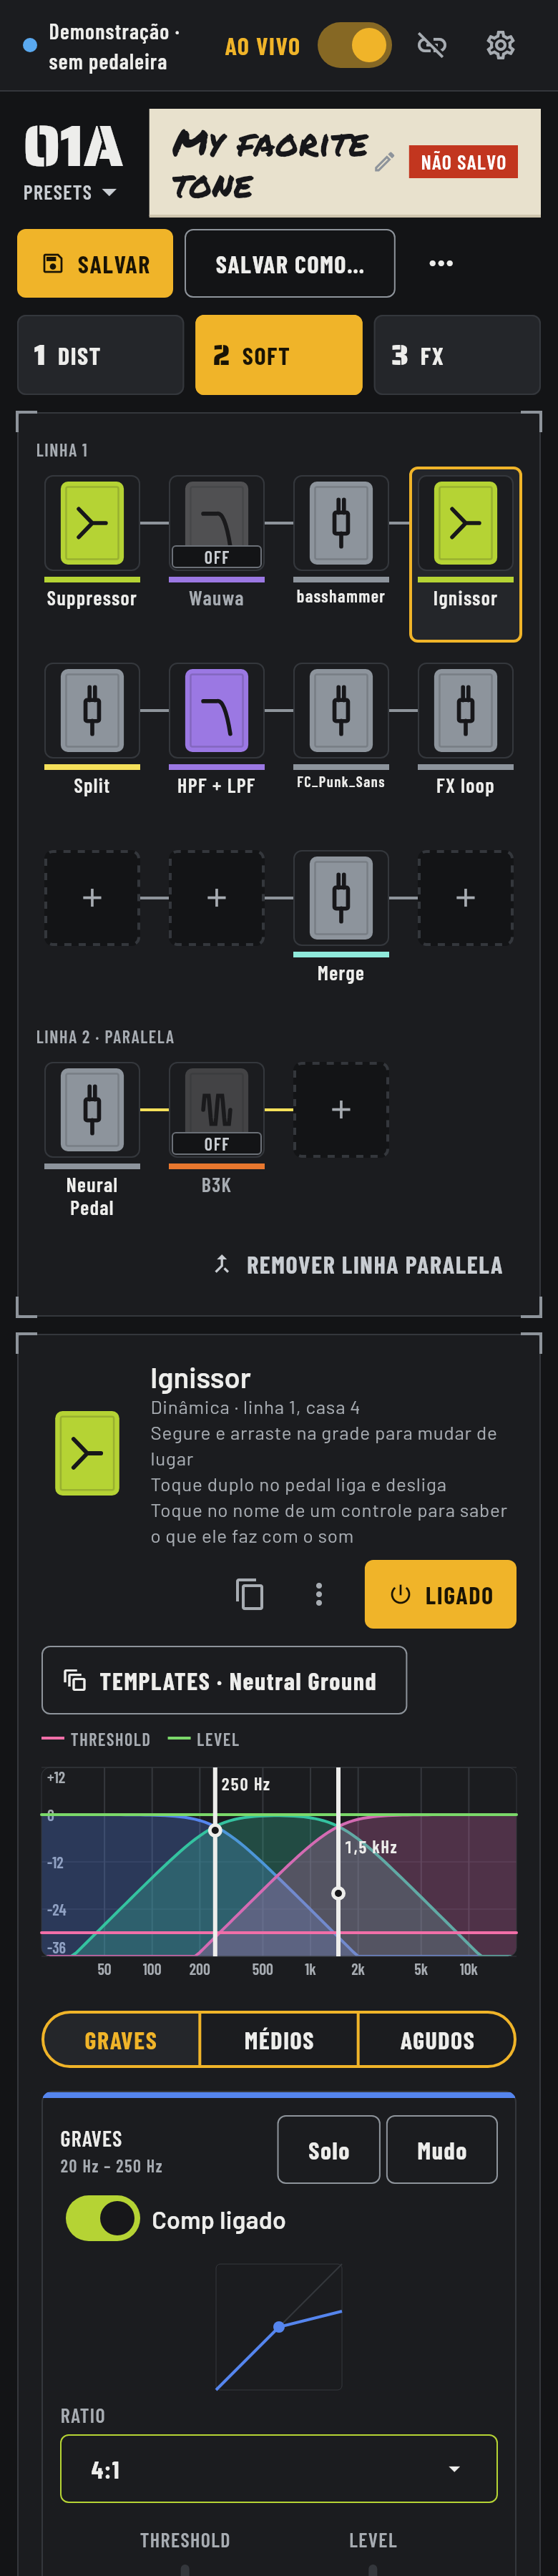 Demonstração ·
sem pedaleira
AO VIVO
01A
PRESETS
My faorite
tone
NÃO SALVO
SALVAR
SALVAR COMO...
1 DIST
2 SOFT
3 FX
LINHA 1
OFF
Suppressor
Wauwa
basshammer
Ignissor
Split
HPF + LPF
FC_Punk_Sans
FX loop
+
+
+
Merge
LINHA 2 · PARALELA
+
OFF
Neural
Pedal
B3K
REMOVER LINHA PARALELA
Ignissor
Dinâmica · linha 1, casa 4
Segure e arraste na grade para mudar de
lugar
Toque duplo no pedal liga e desliga
Toque no nome de um controle para saber
o que ele faz com o som
LIGADO
TEMPLATES · Neutral Ground
THRESHOLD
LEVEL
+12
250 Hz
0
1,5 kHz
-12
-24
-36
50 100 200 500 1k 2k 5k 10k
GRAVES
MÉDIOS
AGUDOS
GRAVES
20 Hz – 250 Hz
Solo
Mudo
Comp ligado
RATIO
4:1
THRESHOLD
LEVEL